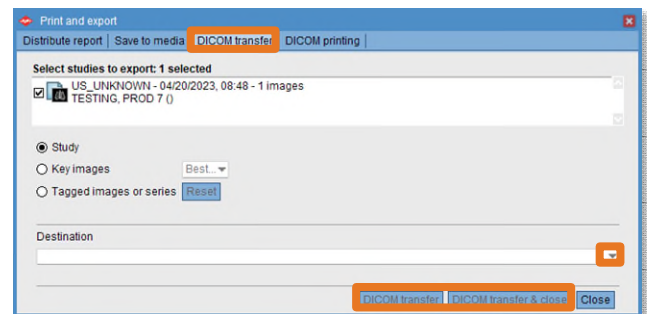 Print and export
Distribute report Save to media DICOM transfer DICOM printing
Select studies to export: 1 selected
US_UNKNOWN - 04/20/2023, 08:48 - 1 images
TESTING, PROD 7 ()
Study
Key images Best...
Tagged images or series Reset
Destination
DICOM transfer DICOM transfer & close Close